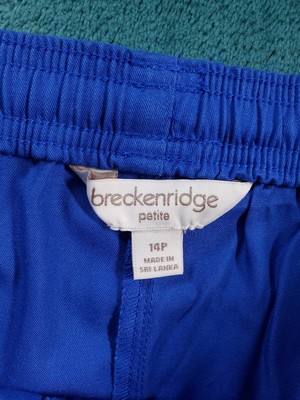 breckenridge
petite
14P
MADE IN
SRI LANKA